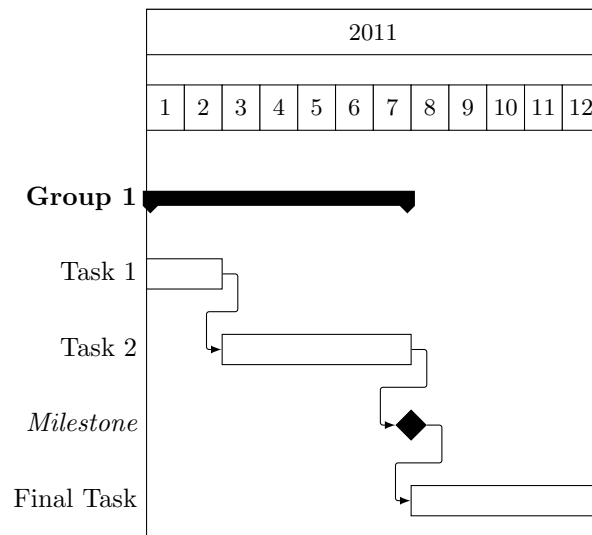 2011
1 2 3 4 5 6 7 8 9 10 11 12
Group 1
Task 1
Task 2
Milestone
Final Task